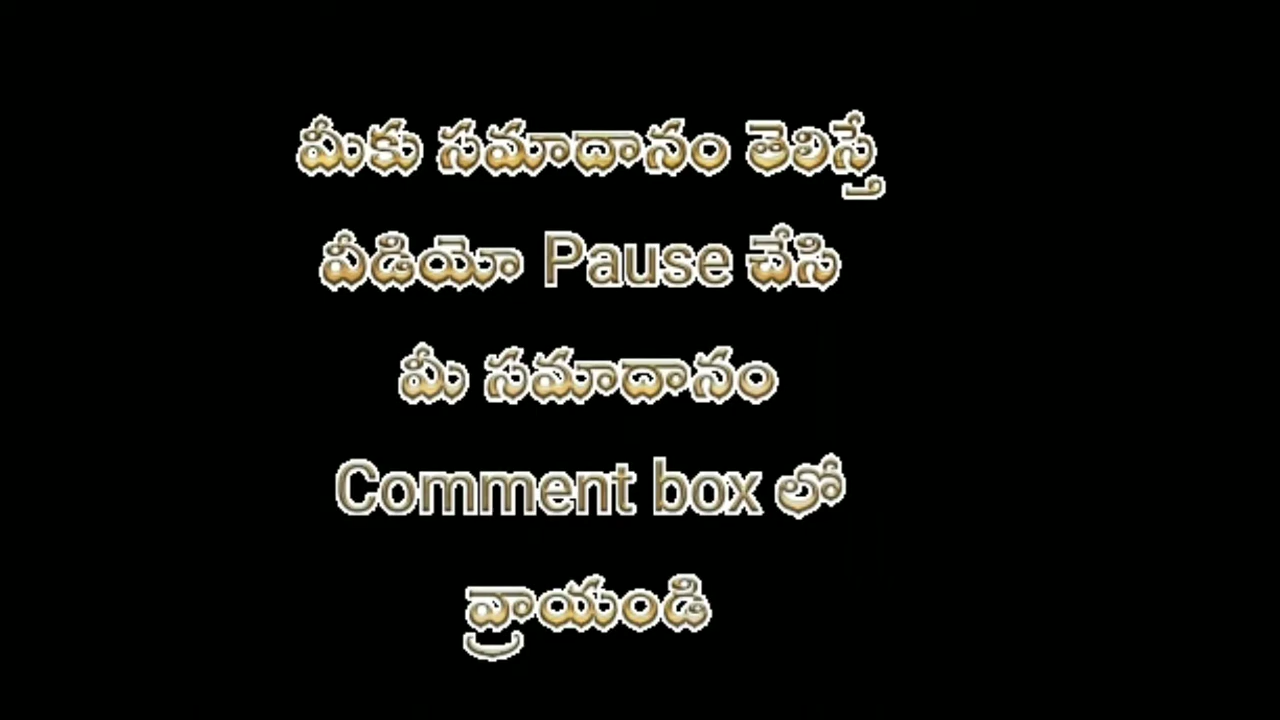 మీకు సమాదానం తెలిస్తే
వీడియో Pause చేసి
మీ సమాదానం
Comment box లో
వ్రాయండి